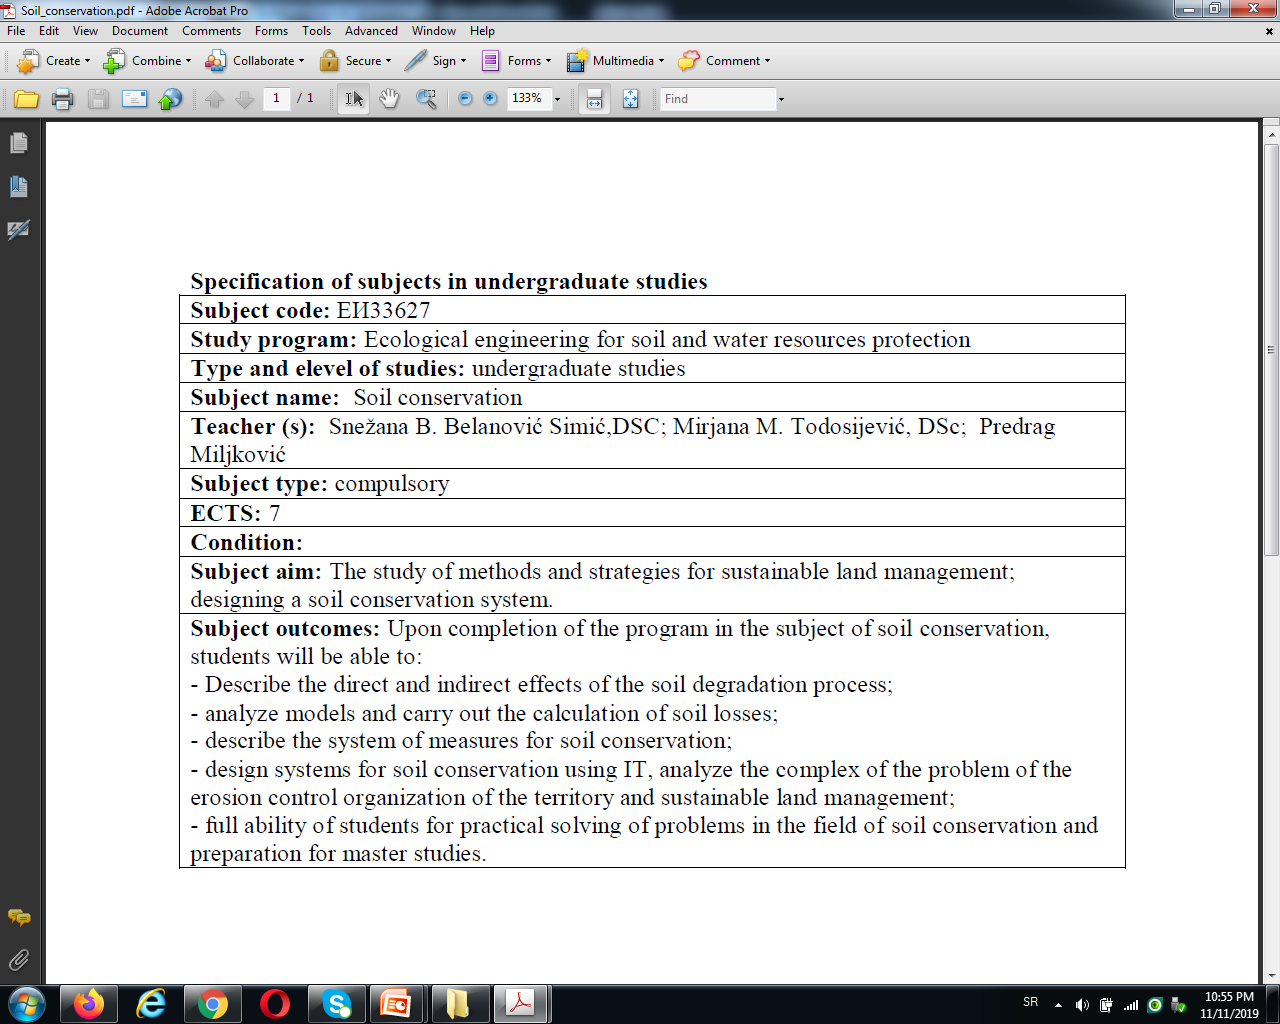 Soil_conservation.pdf - Adobe Acrobat Pro
File Edit View Document Comments Forms Tools Advanced Window Help
Create Combine Collaborate Secure Sign Forms Multimedia Comment
1 / 1 133% Find
Specification of subjects in undergraduate studies
Subject code: ЕИ33627
Study program: Ecological engineering for soil and water resources protection
Type and elevel of studies: undergraduate studies
Subject name: Soil conservation
Teacher (s): Snežana B. Belanović Simić,DSC; Mirjana M. Todosijević, DSc; Predrag
Miljković
Subject type: compulsory
ECTS: 7
Condition:
Subject aim: The study of methods and strategies for sustainable land management;
designing a soil conservation system.
Subject outcomes: Upon completion of the program in the subject of soil conservation,
students will be able to:
- Describe the direct and indirect effects of the soil degradation process;
- analyze models and carry out the calculation of soil losses;
- describe the system of measures for soil conservation;
- design systems for soil conservation using IT, analyze the complex of the problem of the
erosion control organization of the territory and sustainable land management;
- full ability of students for practical solving of problems in the field of soil conservation and
preparation for master studies.
SR
10:55 PM
11/11/2019